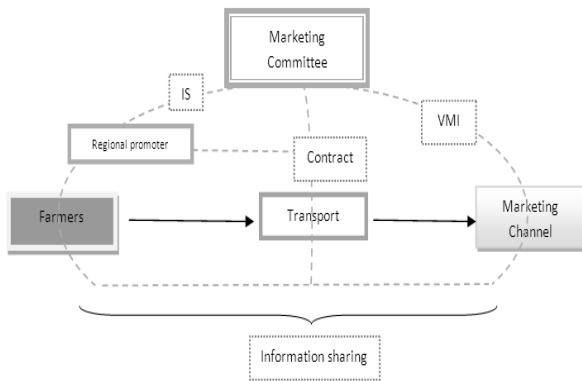 Marketing
Committee
IS
VMI
Regional promoter
Contract
Farmers
Transport
Marketing
Channel
Information sharing